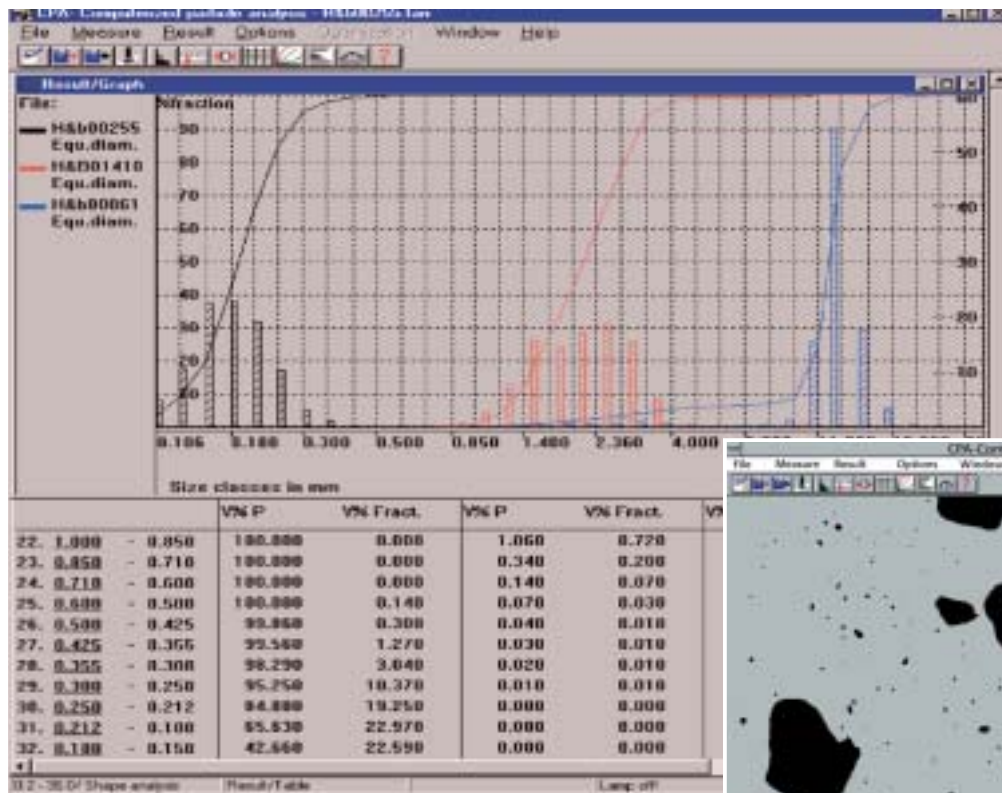 CPA- Computerized particle analysis - H&b00255.fan
File Measure Result Options Window Help
Result/Graph
File:
H&b00255
Equ.diam.
H&B01410
Equ.diam.
H&b00061
Equ.diam.
%fraction
90
80
70
60
50
40
30
20
10
60
50
40
30
20
10
0.106 0.180 0.300 0.500 0.850 1.400 2.360 4.000
Size classes in mm
V% P V% Fract. V% P V% Fract.
22. 1.000 - 0.850 100.000 0.000 1.060 0.720
23. 0.850 - 0.710 100.000 0.000 0.340 0.200
24. 0.710 - 0.600 100.000 0.000 0.140 0.070
25. 0.600 - 0.500 100.000 0.140 0.070 0.030
26. 0.500 - 0.425 99.860 0.300 0.040 0.010
27. 0.425 - 0.355 99.560 1.270 0.030 0.010
28. 0.355 - 0.300 98.290 3.040 0.020 0.010
29. 0.300 - 0.250 95.250 10.370 0.010 0.010
30. 0.250 - 0.212 84.880 19.250 0.000 0.000
31. 0.212 - 0.180 65.630 22.970 0.000 0.000
32. 0.180 - 0.150 42.660 22.590 0.000 0.000
Shape analysis Result/Table Lamp off
CPA-Com
File Measure Result Options Window